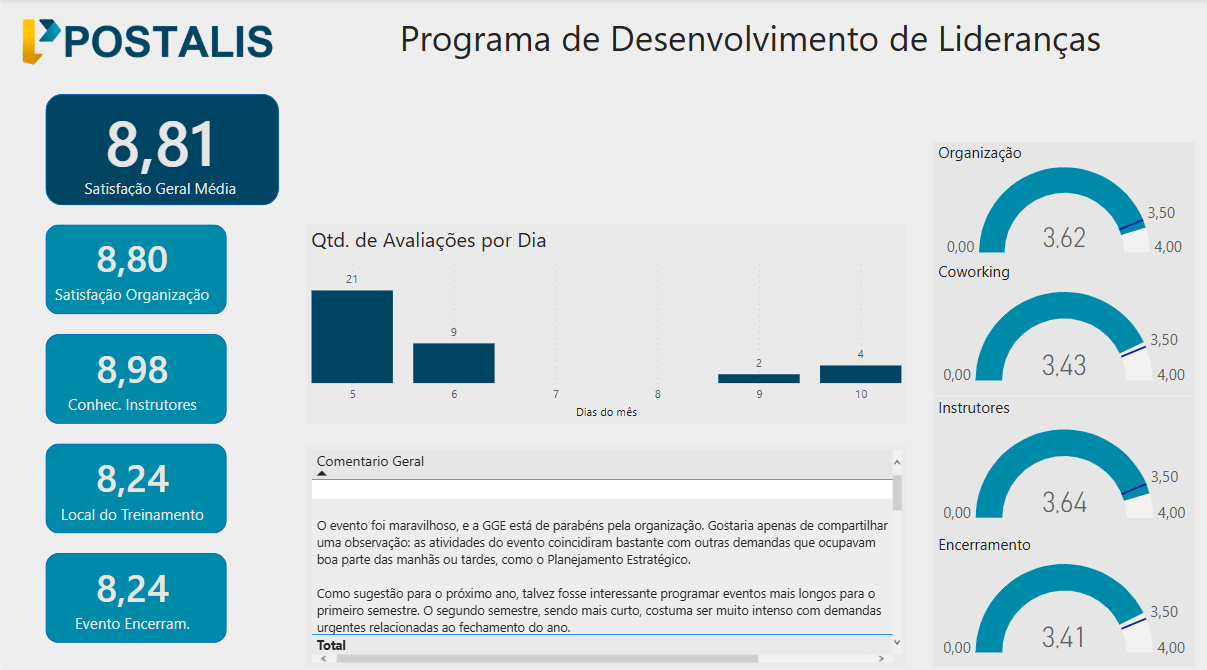 POSTALIS
Programa de Desenvolvimento de Lideranças
8,81
Satisfação Geral Média
8,80
Satisfação Organização
8,98
Conhec. Instrutores
8,24
Local do Treinamento
8,24
Evento Encerram.
Qtd. de Avaliações por Dia
21
9
2
4
5
6
7
8
9
10
Dias do mês
Comentario Geral
O evento foi maravilhoso, e a GGE está de parabéns pela organização. Gostaria apenas de compartilhar
uma observação: as atividades do evento coincidiram bastante com outras demandas que ocupavam
boa parte das manhãs ou tardes, como o Planejamento Estratégico.
Como sugestão para o próximo ano, talvez fosse interessante programar eventos mais longos para o
primeiro semestre. O segundo semestre, sendo mais curto, costuma ser muito intenso com demandas
urgentes relacionadas ao fechamento do ano.
Total
Organização
3,50
3,62
0,00
4,00
Coworking
3,50
3,43
0,00
4,00
Instrutores
3,50
3,64
0,00
4,00
Encerramento
3,50
3,41
0,00
4,00